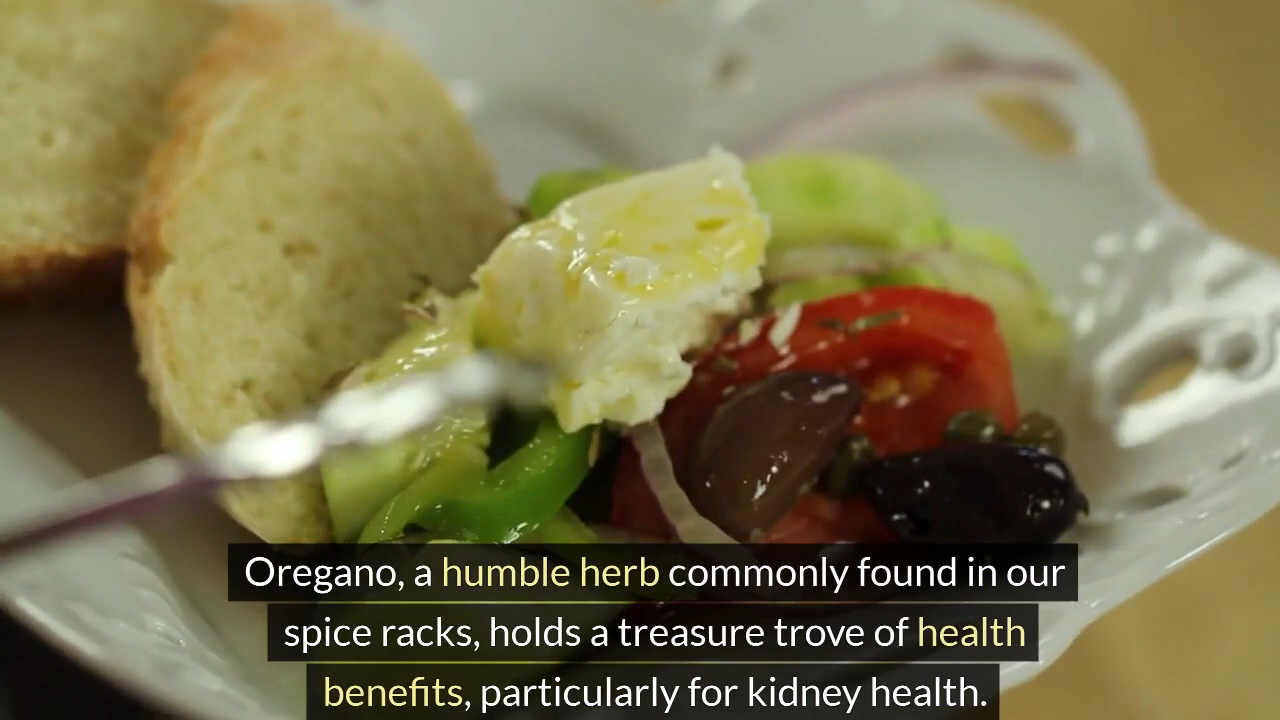 Oregano, a humble herb commonly found in our
spice racks, holds a treasure trove of health
benefits, particularly for kidney health.